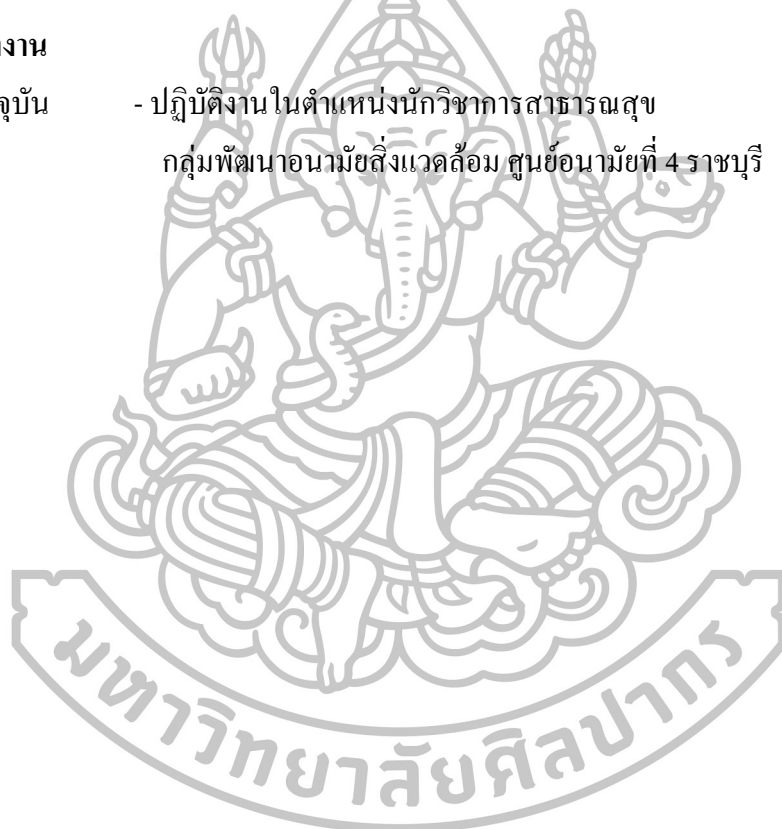 งาน
จุบัน - ปฏิบัติงานในตำแหน่งนักวิชาการสาธารณสุข
กลุ่มพัฒนาอนามัยสิ่งแวดล้อม ศูนย์อนามัยที่ 4 ราชบุรี
มหาวิทยาลัยศิลปากร